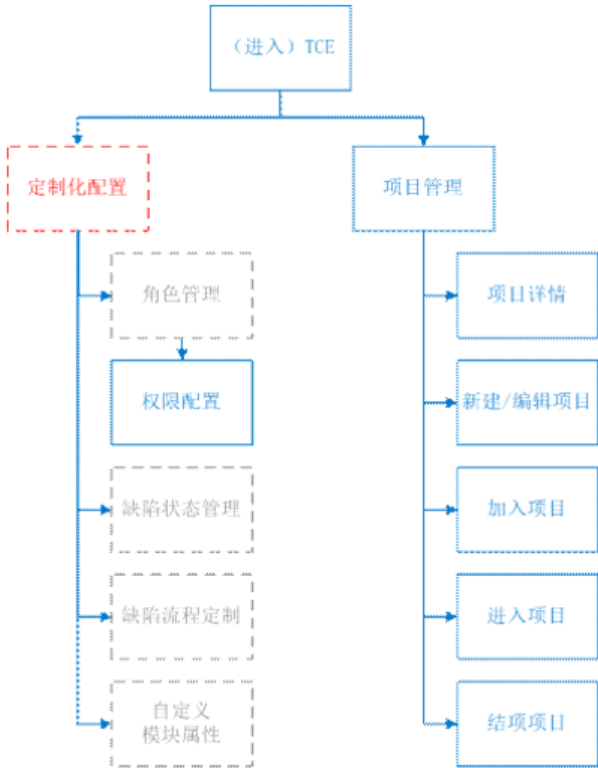 （进入）TCE
定制化配置
项目管理
角色管理
项目详情
权限配置
新建/编辑项目
缺陷状态管理
加入项目
缺陷流程定制
进入项目
自定义
模块属性
结项项目